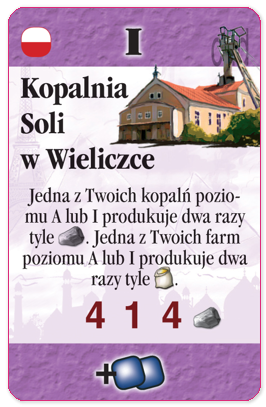 I
Kopalnia
Soli
w Wieliczce
Jedna z Twoich kopalń pozio-
mu A lub I produkuje dwa razy
tyle . Jedna z Twoich farm
poziomu A lub I produkuje dwa
razy tyle .
4 1 4
+